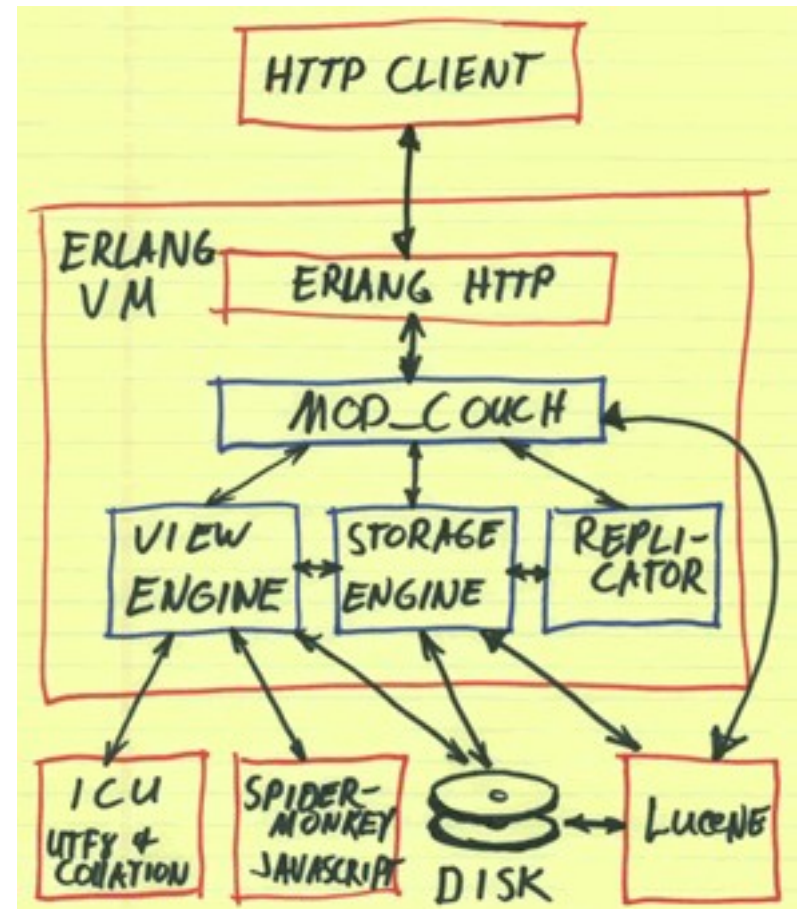 HTTP CLIENT
ERLANG
VM
ERLANG HTTP
MOD_COUCH
VIEW
ENGINE
STORAGE
ENGINE
REPLI-
CATOR
ICU
UTF8 &
COLLATION
SPIDER-
MONKEY
JAVASCRIPT
DISK
LUCENE